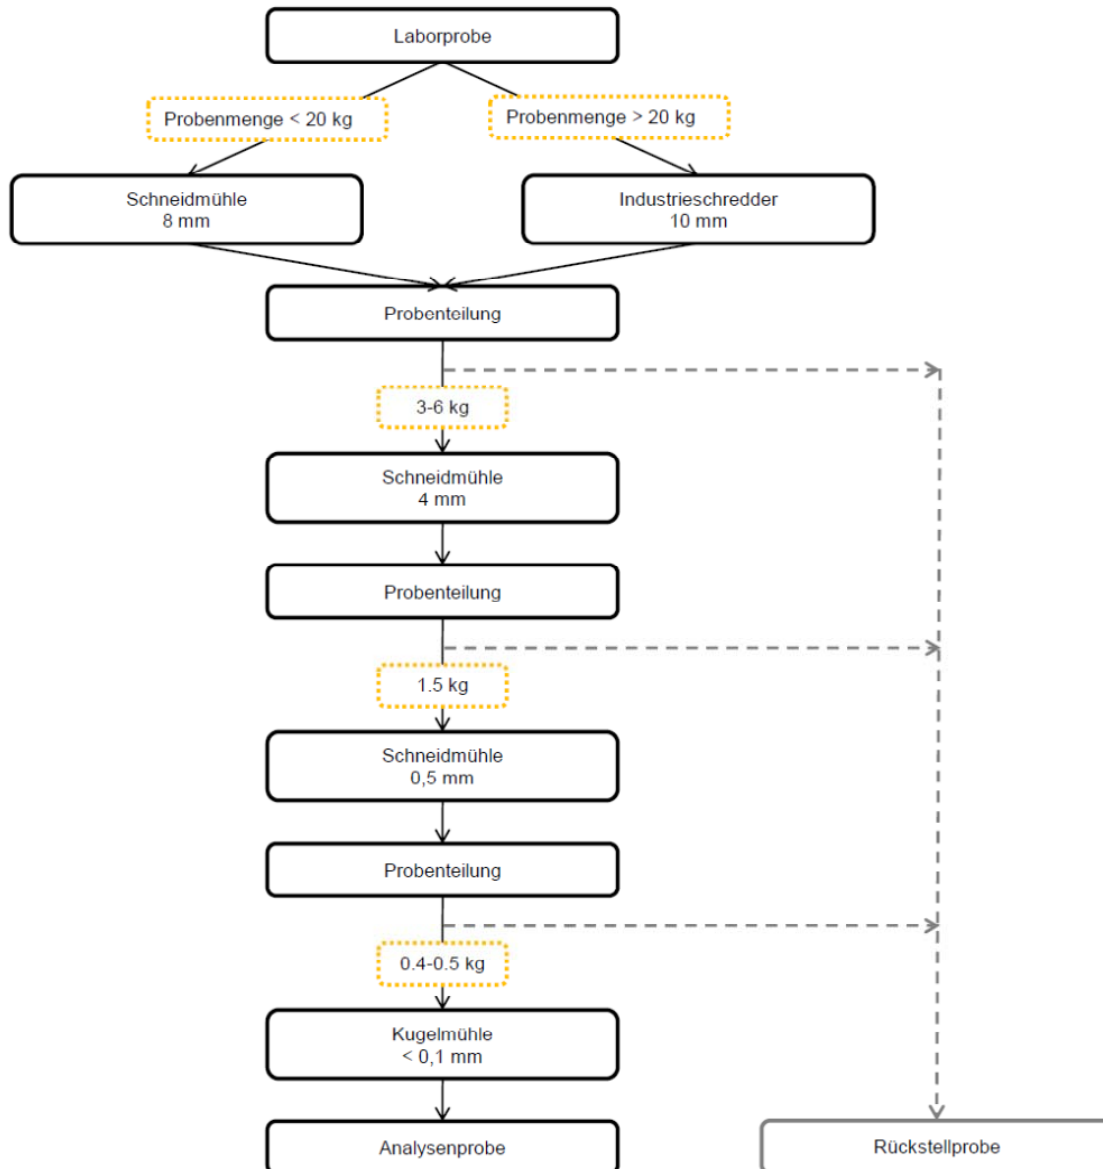 Laborprobe
Probenmenge < 20 kg
Probenmenge > 20 kg
Schneidmühle
8 mm
Industrieschredder
10 mm
Probenteilung
3-6 kg
Schneidmühle
4 mm
Probenteilung
1.5 kg
Schneidmühle
0,5 mm
Probenteilung
0.4-0.5 kg
Kugelmühle
< 0,1 mm
Analysenprobe
Rückstellprobe